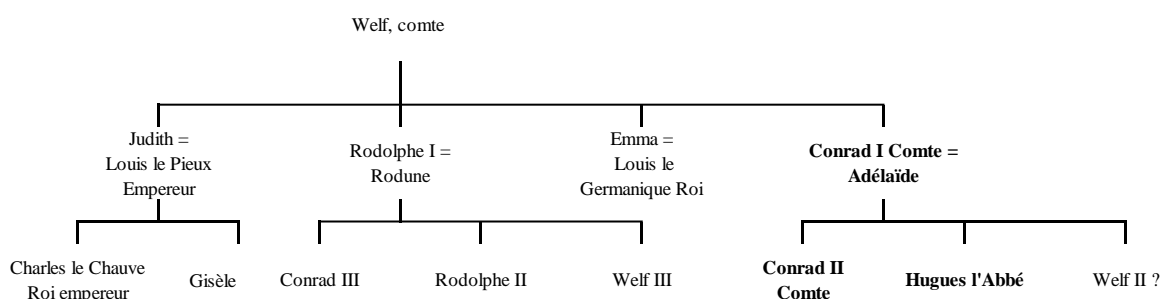 Welf, comte
Judith =
Louis le Pieux
Empereur
Rodolphe I =
Rodune
Emma =
Louis le
Germanique Roi
Conrad I Comte =
Adélaïde
Charles le Chauve
Roi empereur
Gisèle
Conrad III
Rodolphe II
Welf III
Conrad II
Comte
Hugues l'Abbé
Welf II ?